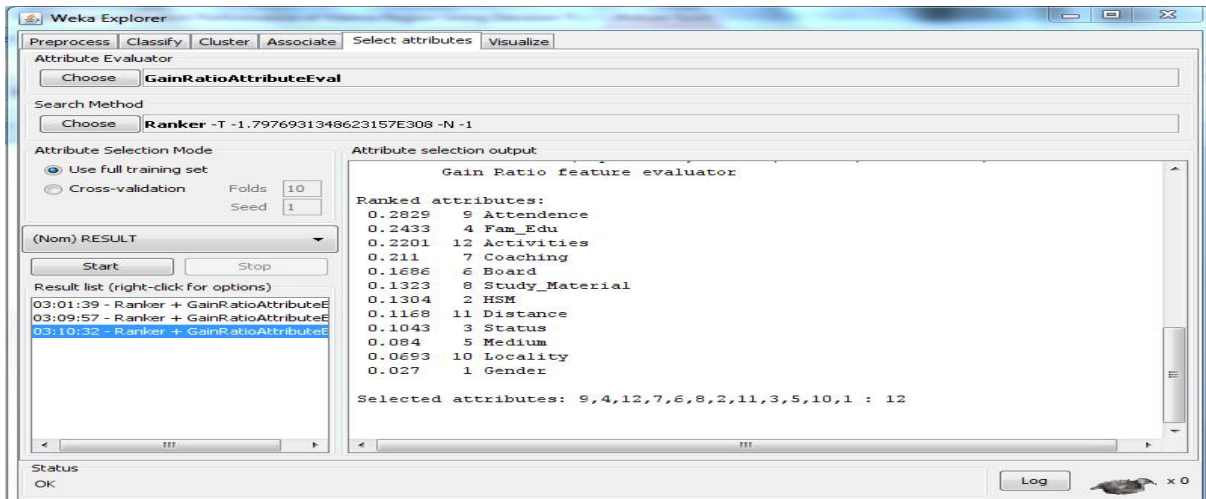 Weka Explorer
Preprocess Classify Cluster Associate Select attributes Visualize
Attribute Evaluator
Choose GainRatioAttributeEval
Search Method
Choose Ranker -T -1.7976931348623157E308 -N -1
Attribute Selection Mode
Use full training set
Cross-validation Folds 10
Seed 1
(Nom) RESULT
Start Stop
Result list (right-click for options)
03:01:39 - Ranker + GainRatioAttributeE
03:09:57 - Ranker + GainRatioAttributeE
03:10:32 - Ranker + GainRatioAttributeE
Attribute selection output
Gain Ratio feature evaluator
Ranked attributes:
0.2829 9 Attendence
0.2433 4 Fam_Edu
0.2201 12 Activities
0.211 7 Coaching
0.1686 6 Board
0.1323 8 Study_Material
0.1304 2 HSM
0.1168 11 Distance
0.1043 3 Status
0.084 5 Medium
0.0693 10 Locality
0.027 1 Gender
Selected attributes: 9,4,12,7,6,8,2,11,3,5,10,1 : 12
Status
OK
Log
x 0